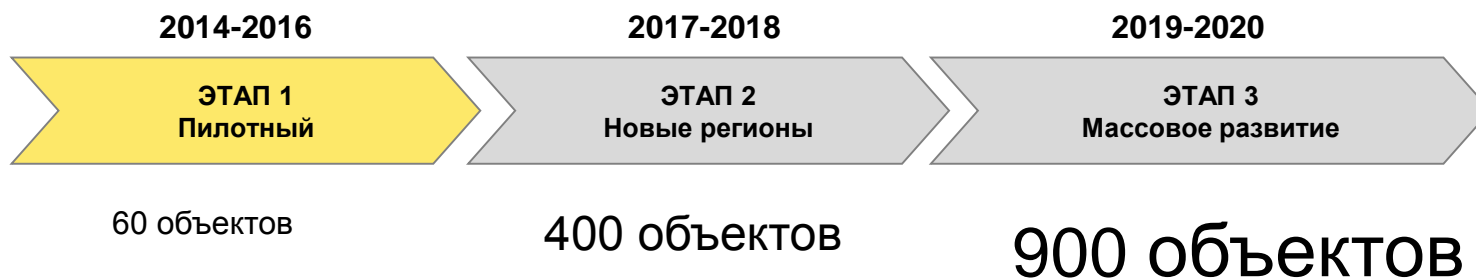 2014-2016
2017-2018
2019-2020
ЭТАП 1
Пилотный
ЭТАП 2
Новые регионы
ЭТАП 3
Массовое развитие
60 объектов
400 объектов
900 объектов